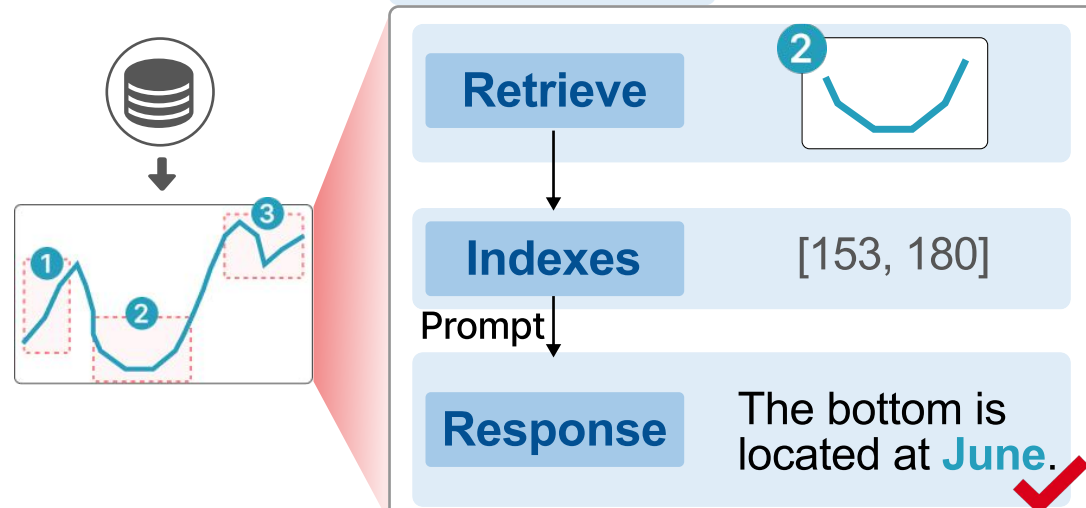 2
Retrieve
3
1
2
Indexes
[153, 180]
Prompt
Response
The bottom is
located at June.